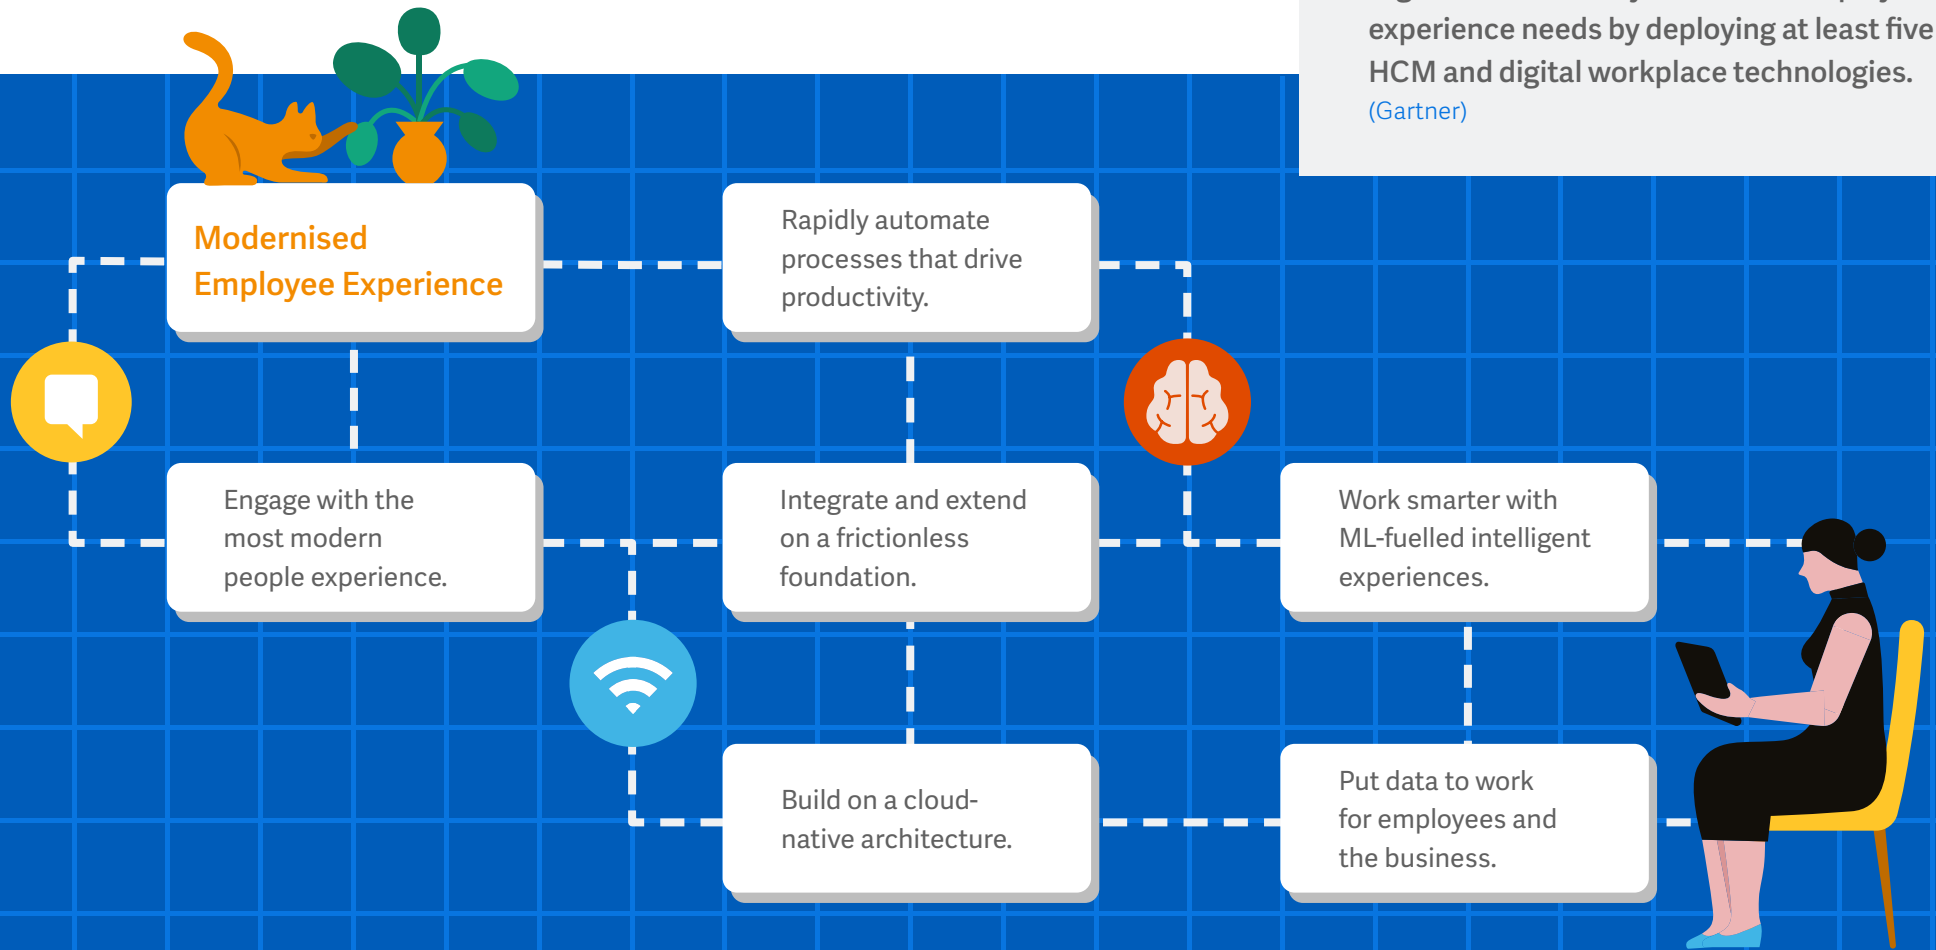 experience needs by deploying at least five
HCM and digital workplace technologies.
(Gartner)
Modernised
Employee Experience
Rapidly automate
processes that drive
productivity.
Engage with the
most modern
people experience.
Integrate and extend
on a frictionless
foundation.
Work smarter with
ML-fuelled intelligent
experiences.
Build on a cloud-
native architecture.
Put data to work
for employees and
the business.